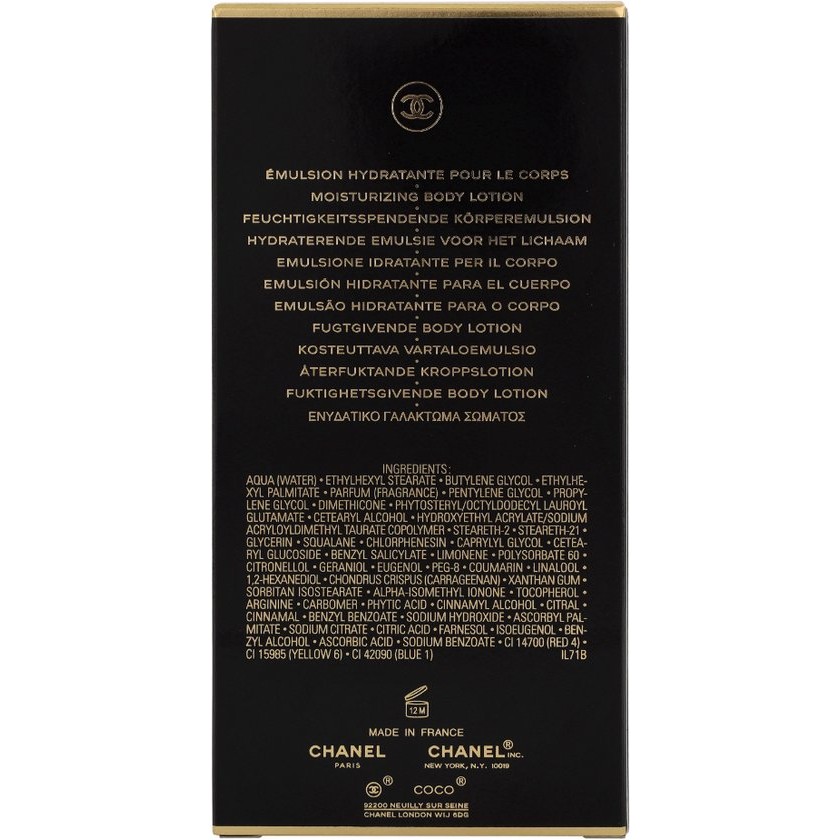 ÉMULSION HYDRATANTE POUR LE CORPS
MOISTURIZING BODY LOTION
FEUCHTIGKEITSSPENDENDE KÖRPEREMULSION
HYDRATERENDE EMULSIE VOOR HET LICHAAM
EMULSIONE IDRATANTE PER IL CORPO
EMULSIÓN HIDRATANTE PARA EL CUERPO
EMULSÃO HIDRATANTE PARA O CORPO
FUGTGIVENDE BODY LOTION
KOSTEUTTAVA VARTALOEMULSIO
ÅTERFUKTANDE KROPPSLOTION
FUKTIGHETSGIVENDE BODY LOTION
ΕΝΥΔΑΤΙΚΟ ΓΑΛΑΚΤΩΜΑ ΣΩΜΑΤΟΣ
INGREDIENTS:
AQUA (WATER) • ETHYLHEXYL STEARATE • BUTYLENE GLYCOL • ETHYLHE-
XYL PALMITATE • PARFUM (FRAGRANCE) • PENTYLENE GLYCOL • PROPY-
LENE GLYCOL • DIMETHICONE • PHYTOSTERYL/OCTYLDODECYL LAUROYL
GLUTAMATE • CETEARYL ALCOHOL • HYDROXYETHYL ACRYLATE/SODIUM
ACRYLOYLDIMETHYL TAURATE COPOLYMER • STEARETH-2 • STEARETH-21 •
GLYCERIN • SQUALANE • CHLORPHENESIN • CAPRYLYL GLYCOL • CETEA-
RYL GLUCOSIDE • BENZYL SALICYLATE • LIMONENE • POLYSORBATE 60 •
CITRONELLOL • GERANIOL • EUGENOL • PEG-8 • COUMARIN • LINALOOL •
1,2-HEXANEDIOL • CHONDRUS CRISPUS (CARRAGEENAN) • XANTHAN GUM •
SORBITAN ISOSTEARATE • ALPHA-ISOMETHYL IONONE • TOCOPHEROL •
ARGININE • CARBOMER • PHYTIC ACID • CINNAMYL ALCOHOL • CITRAL •
CINNAMAL • BENZYL BENZOATE • SODIUM HYDROXIDE • ASCORBYL PAL-
MITATE • SODIUM CITRATE • CITRIC ACID • FARNESOL • ISOEUGENOL • BEN-
ZYL ALCOHOL • ASCORBIC ACID • SODIUM BENZOATE • CI 14700 (RED 4) •
CI 15985 (YELLOW 6) • CI 42090 (BLUE 1) IL71B
12 M
MADE IN FRANCE
CHANEL CHANEL® INC.
PARIS NEW YORK, N.Y. 10019
® COCO®
92200 NEUILLY SUR SEINE
CHANEL LONDON W1J 6DG